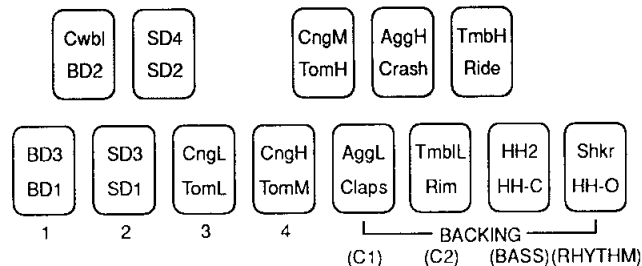 Cwbl SD4 CngM AggH TmbH
BD2 SD2 TomH Crash Ride
BD3 SD3 CngL CngH AggL TmblL HH2 Shkr
BD1 SD1 TomL TomM Claps Rim HH-C HH-O
1 2 3 4 BACKING
(C1) (C2) (BASS) (RHYTHM)